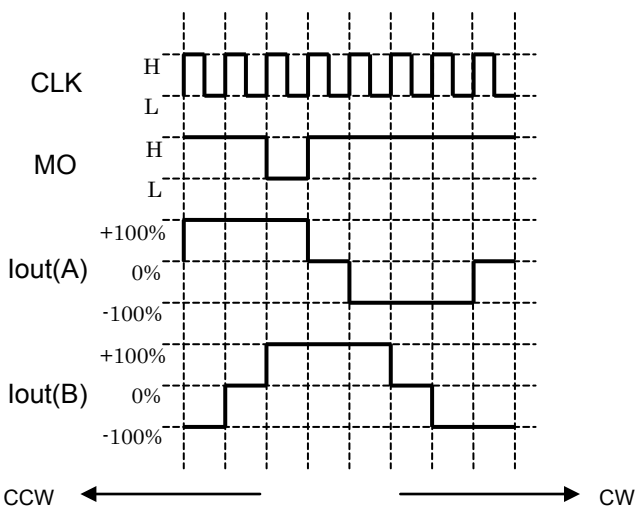 CLK
H
L
MO
H
L
Iout(A)
+100%
0%
-100%
Iout(B)
+100%
0%
-100%
CCW
CW